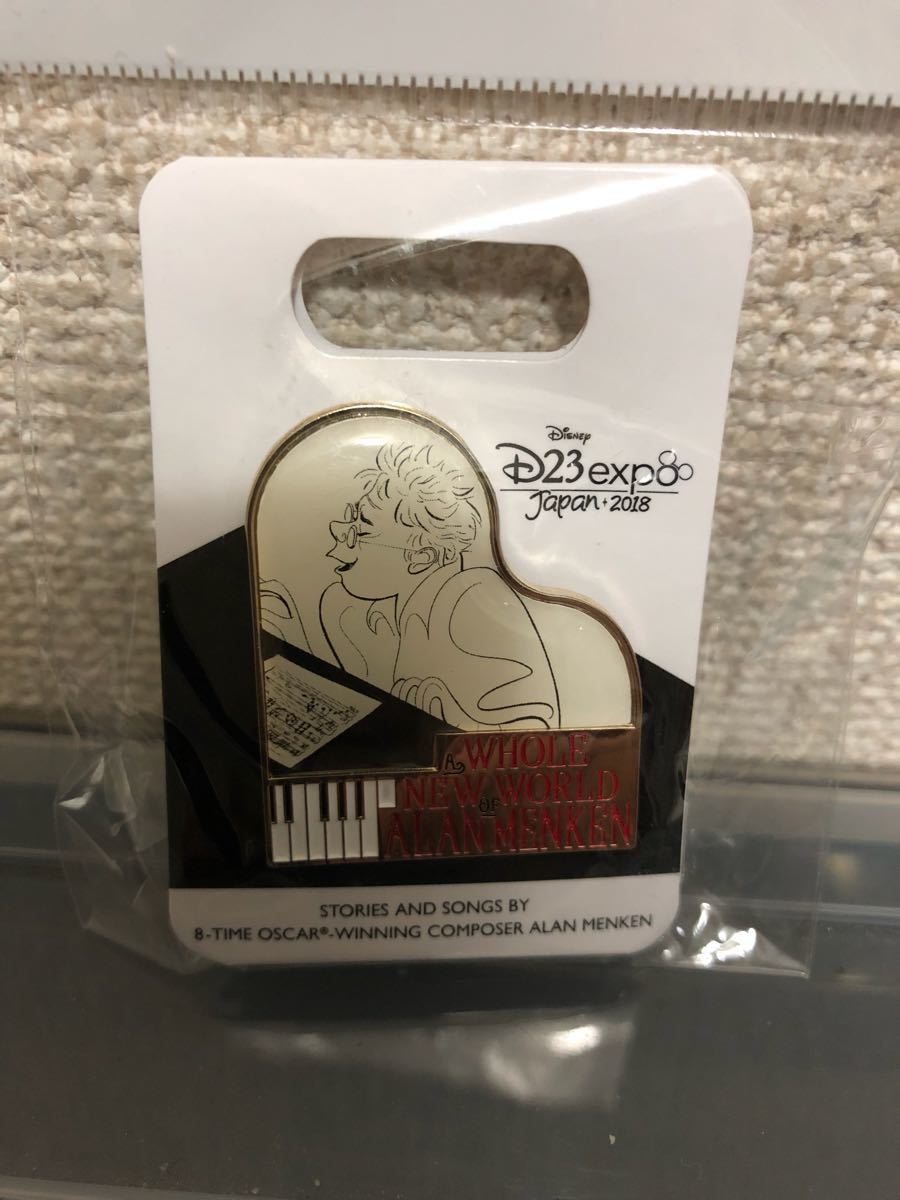 Disney
D23 expo
Japan ✦ 2018
A WHOLE
NEW WORLD
OF
ALAN MENKEN
STORIES AND SONGS BY
8-TIME OSCAR®-WINNING COMPOSER ALAN MENKEN